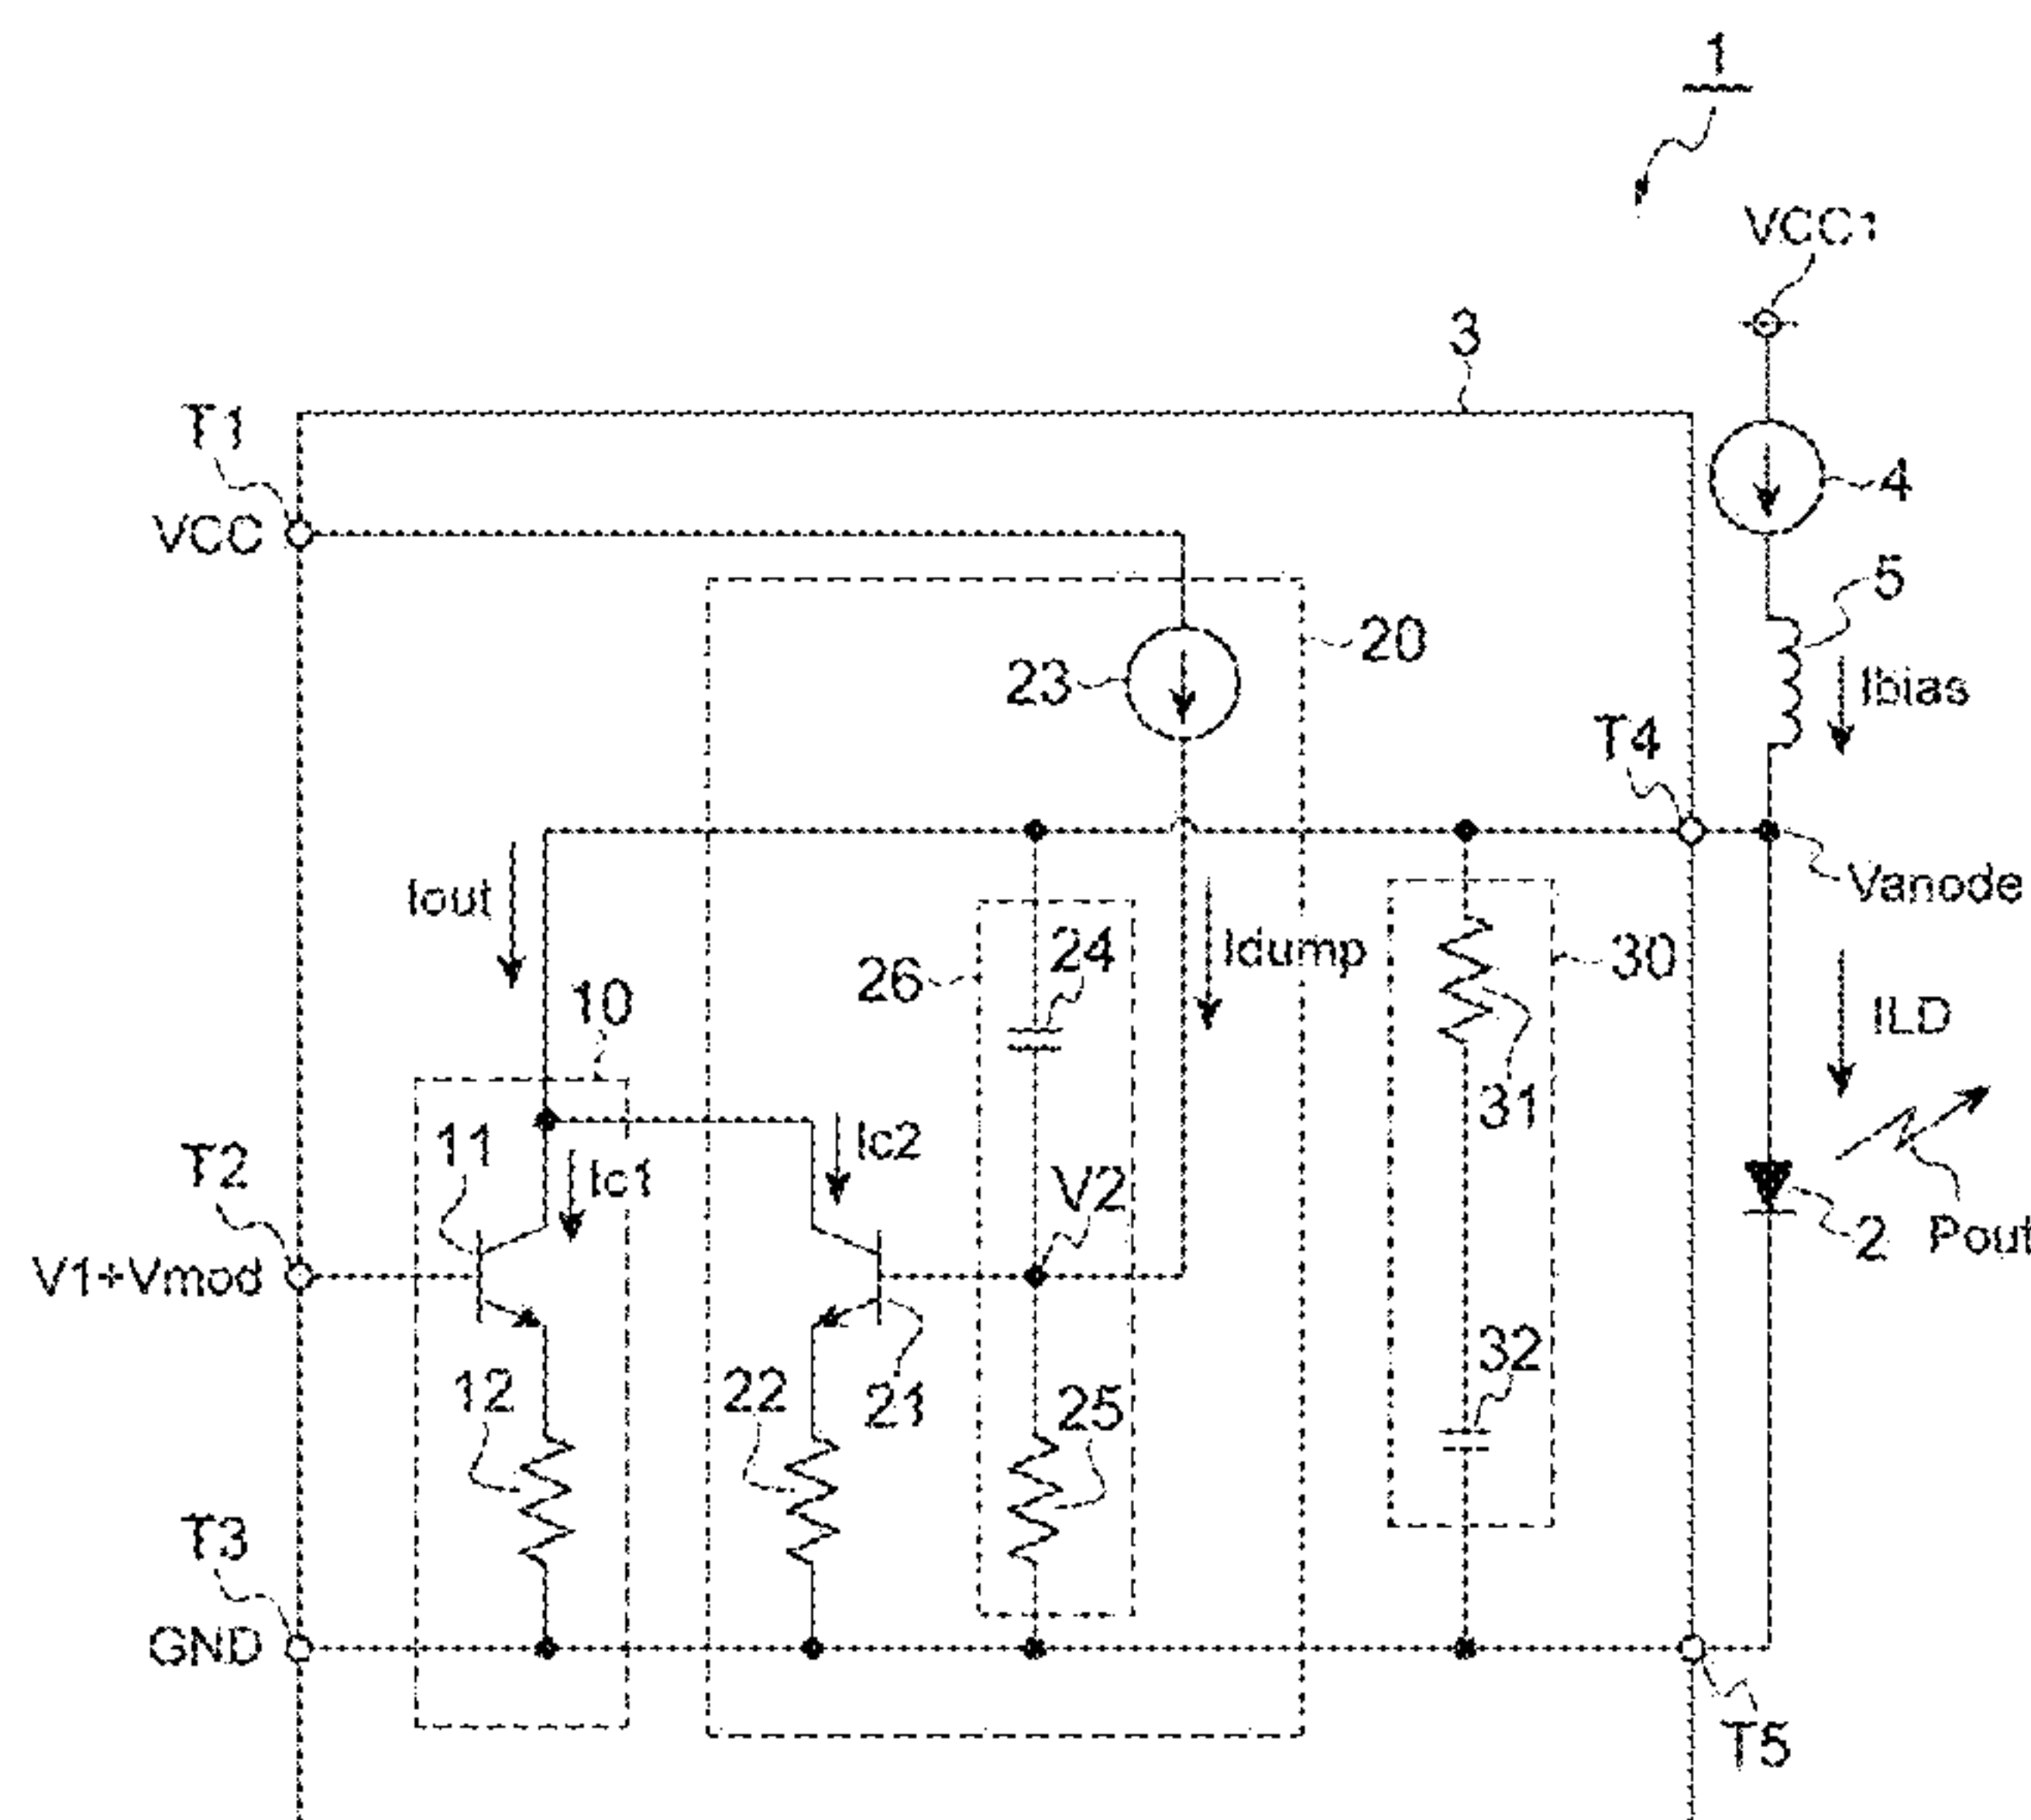 1
VCC1
3
T1
4
VCC
5
20
23
Ibias
T4
Iout
Vanode
24
26
Idump
30
10
ILD
31
11
Ic2
T2
Ic1
V2
V1+Vmod
2
Pout
32
12
22
21
25
T3
GND
T5